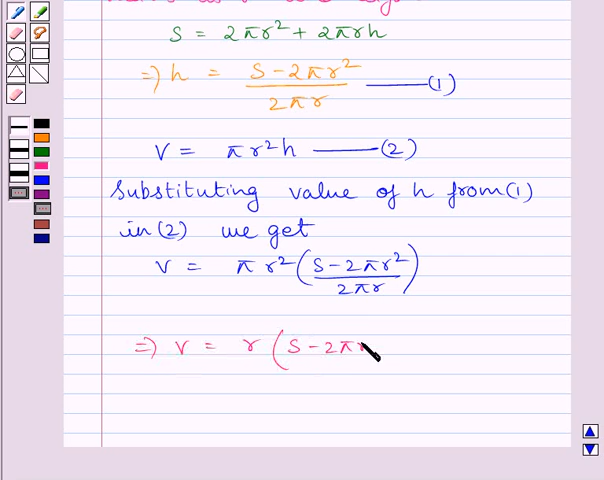 S = 2πr² + 2πrh
=) h = S - 2πr² / 2πr ——(1)
V = πr²h ——(2)
Substituting value of h from (1)
in (2) we get
V = πr² (S - 2πr² / 2πr)
=) V = r (S - 2π